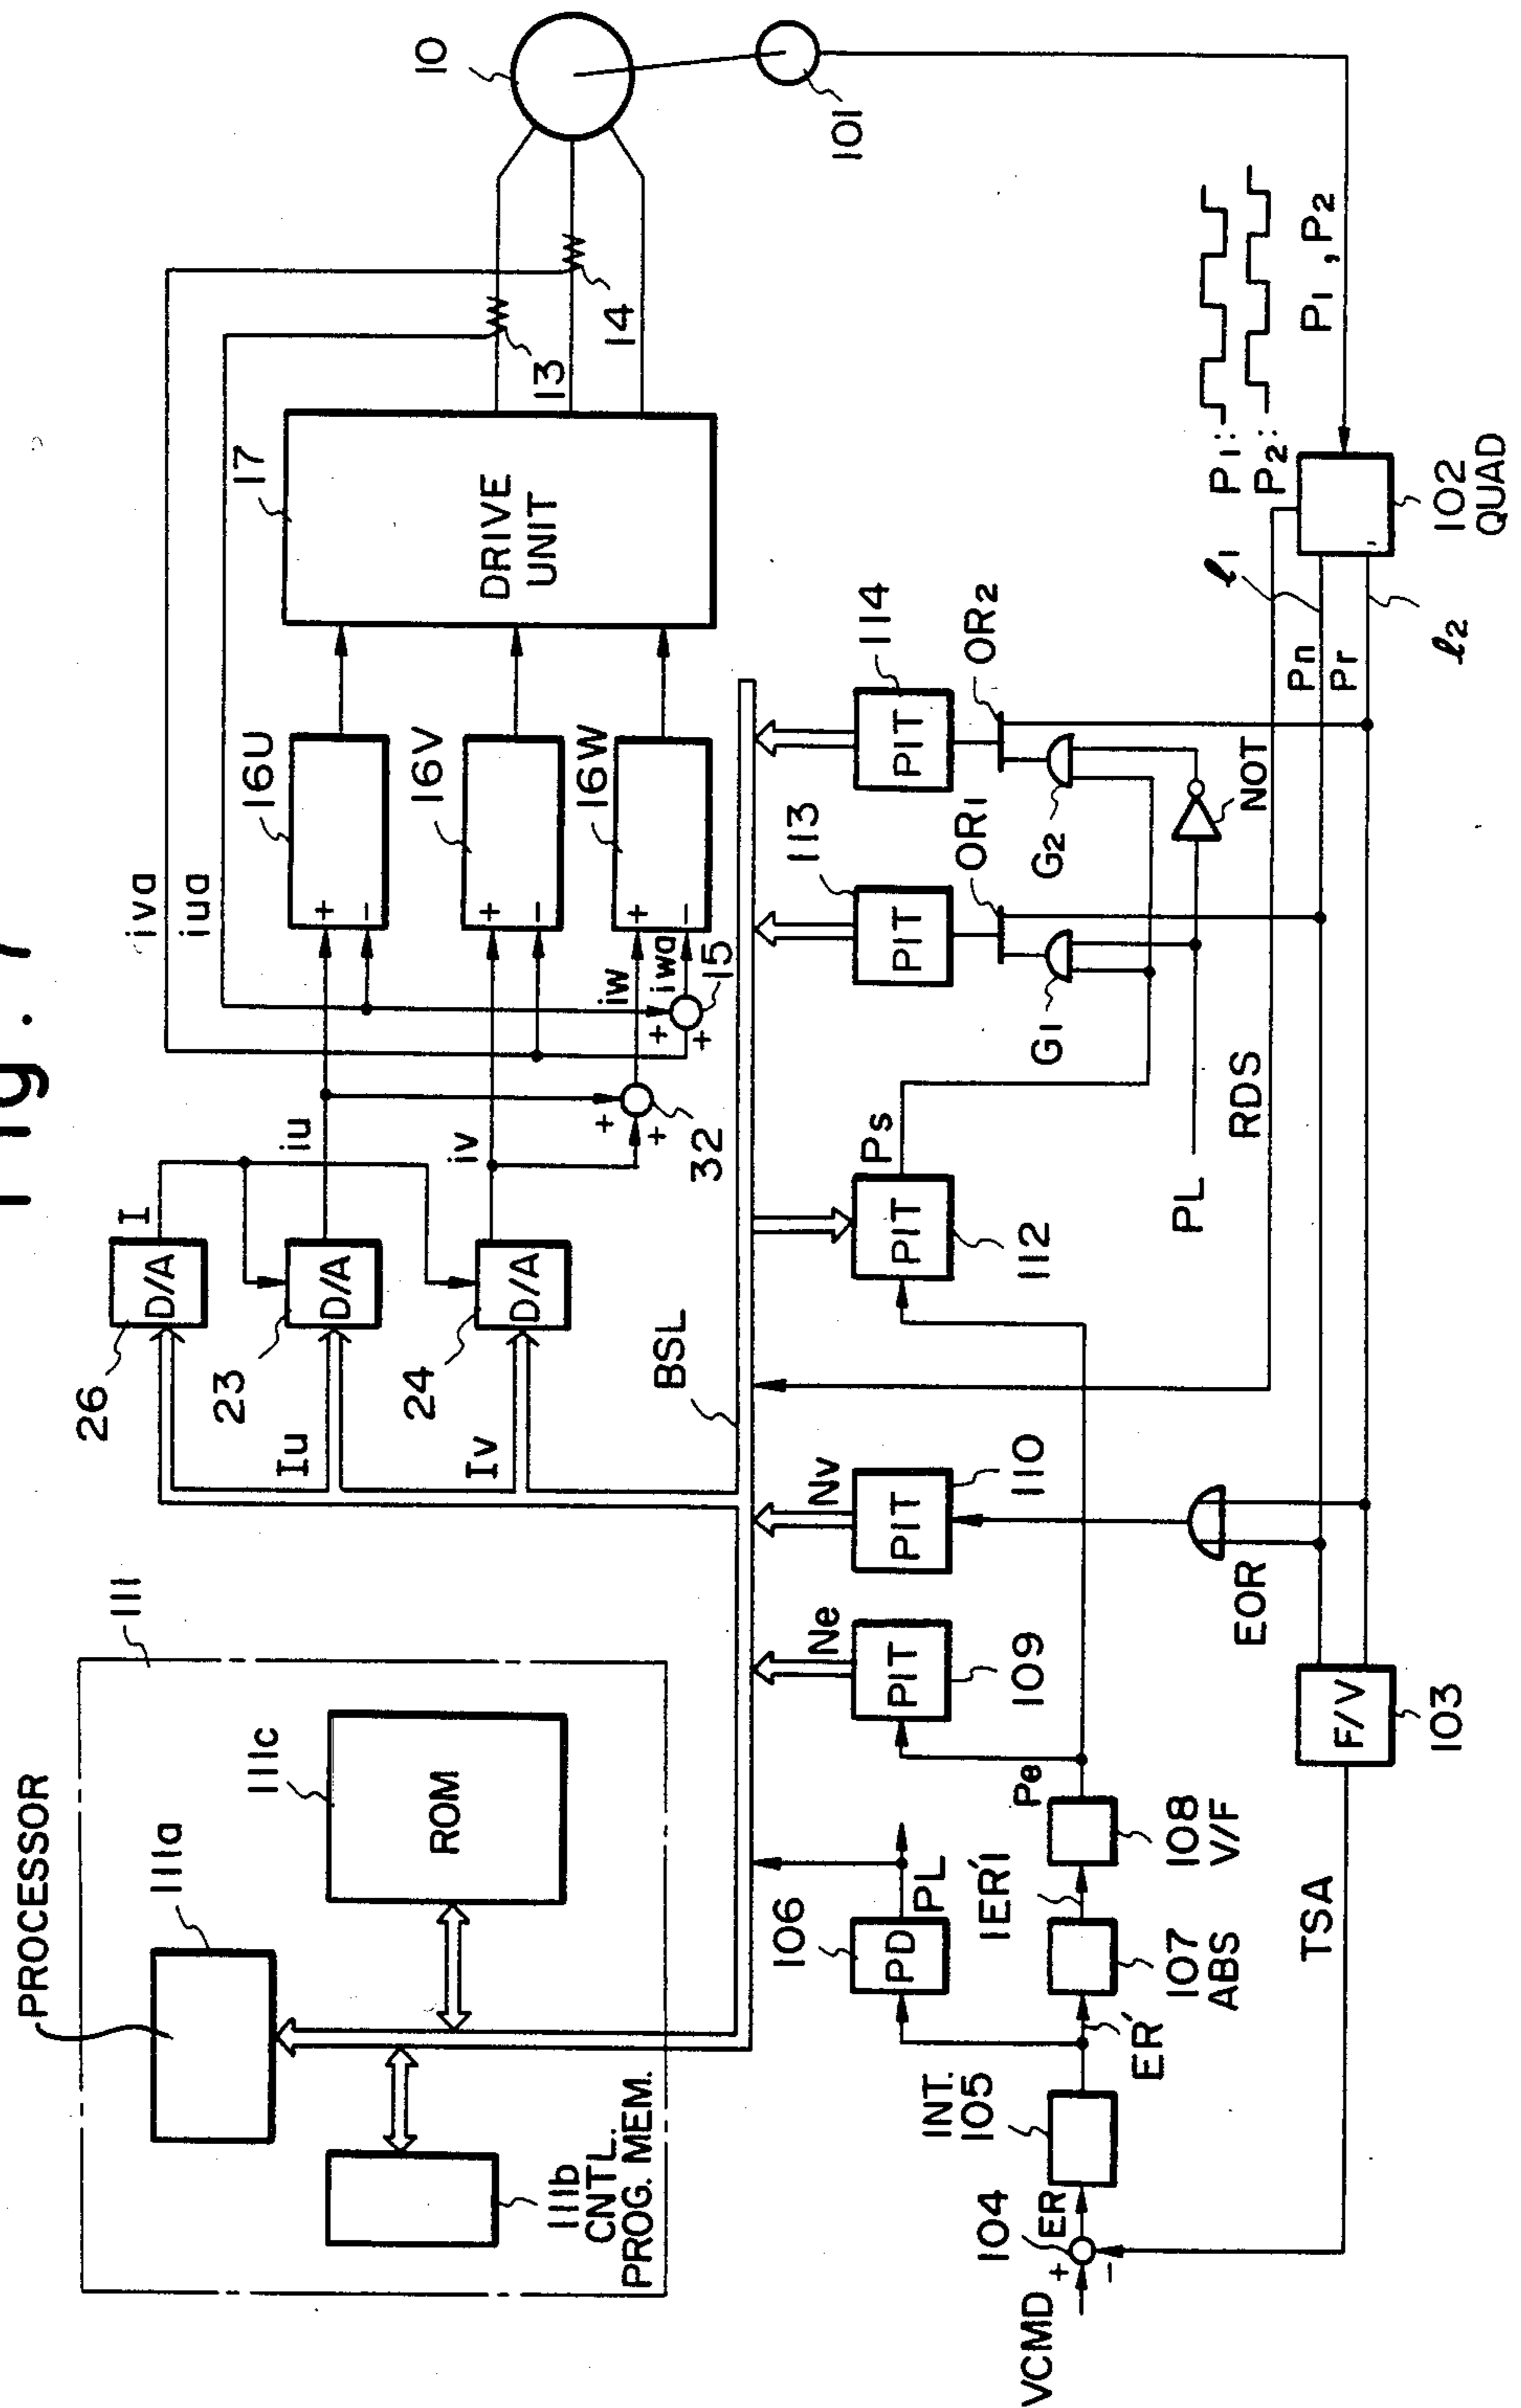 Fig. 7
PROCESSOR
111
111a
111c
ROM
111b
CNTL.
PROG. MEM.
26
D/A
I
23
D/A
Iu
iu
24
D/A
Iv
iv
32
+
+
iva
iua
16U
+
-
16V
+
-
16W
+
-
iw
iwa
15
+
+
17
DRIVE
UNIT
13
14
10
101
BSL
106
PD
PL
Ne
PIT
109
Nv
PIT
110
PIT
112
Ps
PIT
113
PIT
114
OR1
OR2
G1
G2
NOT
PL
RDS
VCMD
+
-
104
ER
INT.
105
ER'
107
ABS
|ER'|
108
V/F
Pe
EOR
TSA
F/V
103
Pn
Pr
l1
l2
102
QUAD
P1:
P2:
P1, P2